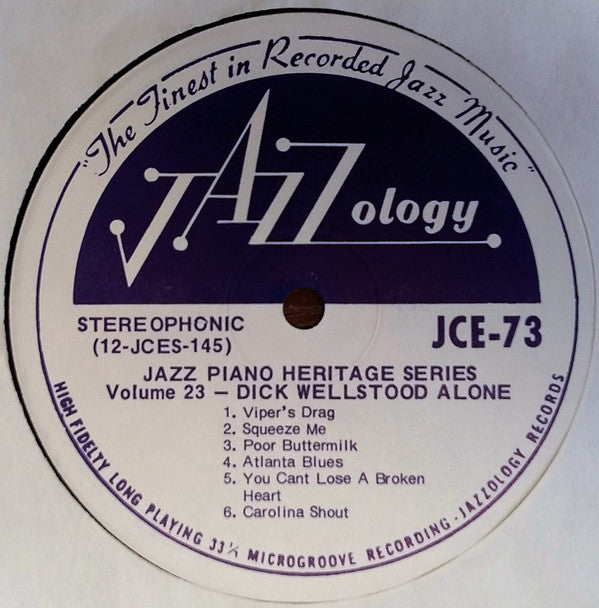 "The Finest in Recorded Jazz Music"
JAZZology
STEREOPHONIC
(12-JCES-145)
JCE-73
JAZZ PIANO HERITAGE SERIES
Volume 23 – DICK WELLSTOOD ALONE
1. Viper's Drag
2. Squeeze Me
3. Poor Buttermilk
4. Atlanta Blues
5. You Cant Lose A Broken
Heart
6. Carolina Shout
HIGH FIDELTY LONG PLAYING 33⅓ MICROGROOVE RECORDING - JAZZOLOGY RECORDS